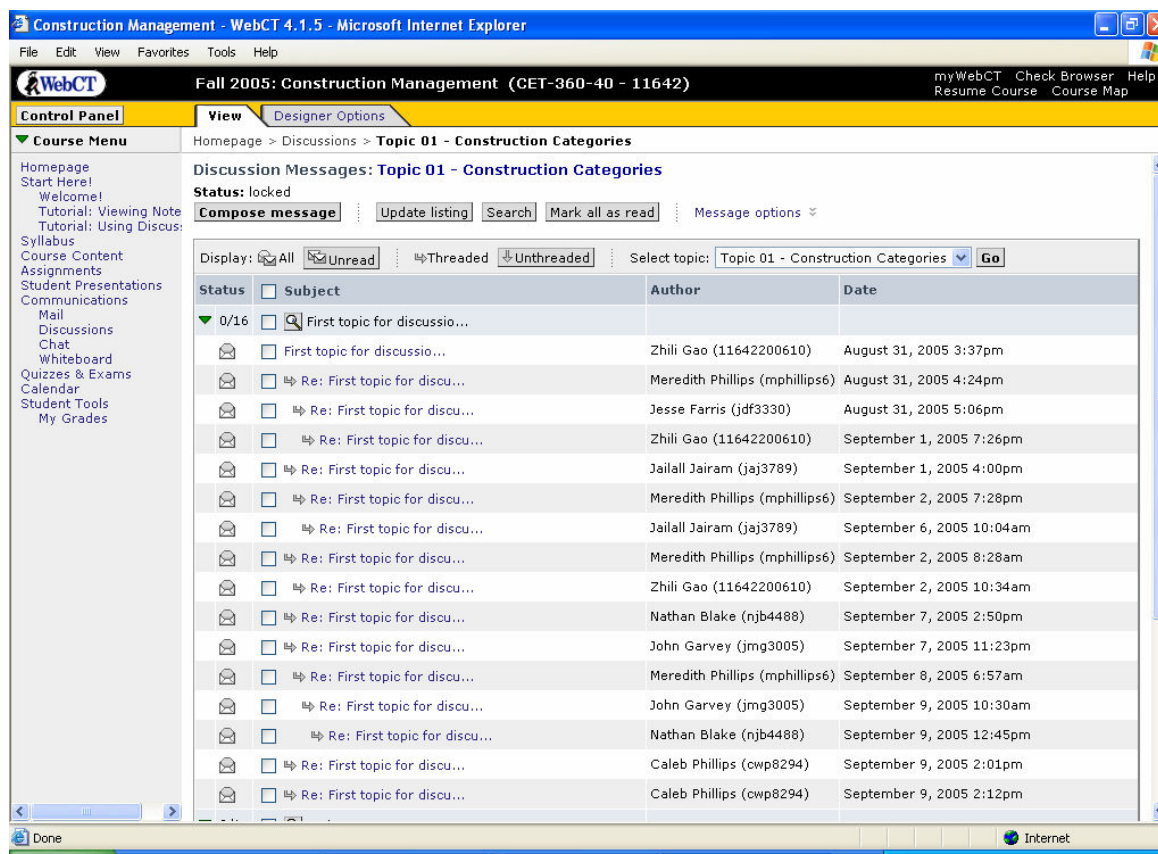 Construction Management - WebCT 4.1.5 - Microsoft Internet Explorer
File Edit View Favorites Tools Help
WebCT Fall 2005: Construction Management (CET-360-40 - 11642) myWebCT Check Browser Help
Resume Course Course Map
Control Panel View Designer Options
Course Menu Homepage > Discussions > Topic 01 - Construction Categories
Homepage
Start Here!
Welcome!
Tutorial: Viewing Note
Tutorial: Using Discus
Syllabus
Course Content
Assignments
Student Presentations
Communications
Mail
Discussions
Chat
Whiteboard
Quizzes & Exams
Calendar
Student Tools
My Grades
Discussion Messages: Topic 01 - Construction Categories
Status: locked
Compose message Update listing Search Mark all as read Message options
Display: All Unread Threaded Unthreaded Select topic: Topic 01 - Construction Categories Go
Status Subject Author Date
0/16 First topic for discussio...
First topic for discussio... Zhili Gao (11642200610) August 31, 2005 3:37pm
Re: First topic for discu... Meredith Phillips (mphillips6) August 31, 2005 4:24pm
Re: First topic for discu... Jesse Farris (jdf3330) August 31, 2005 5:06pm
Re: First topic for discu... Zhili Gao (11642200610) September 1, 2005 7:26pm
Re: First topic for discu... Jailall Jairam (jaj3789) September 1, 2005 4:00pm
Re: First topic for discu... Meredith Phillips (mphillips6) September 2, 2005 7:28pm
Re: First topic for discu... Jailall Jairam (jaj3789) September 6, 2005 10:04am
Re: First topic for discu... Meredith Phillips (mphillips6) September 2, 2005 8:28am
Re: First topic for discu... Zhili Gao (11642200610) September 2, 2005 10:34am
Re: First topic for discu... Nathan Blake (njb4488) September 7, 2005 2:50pm
Re: First topic for discu... John Garvey (jmg3005) September 7, 2005 11:23pm
Re: First topic for discu... Meredith Phillips (mphillips6) September 8, 2005 6:57am
Re: First topic for discu... John Garvey (jmg3005) September 9, 2005 10:30am
Re: First topic for discu... Nathan Blake (njb4488) September 9, 2005 12:45pm
Re: First topic for discu... Caleb Phillips (cwp8294) September 9, 2005 2:01pm
Re: First topic for discu... Caleb Phillips (cwp8294) September 9, 2005 2:12pm
Done Internet